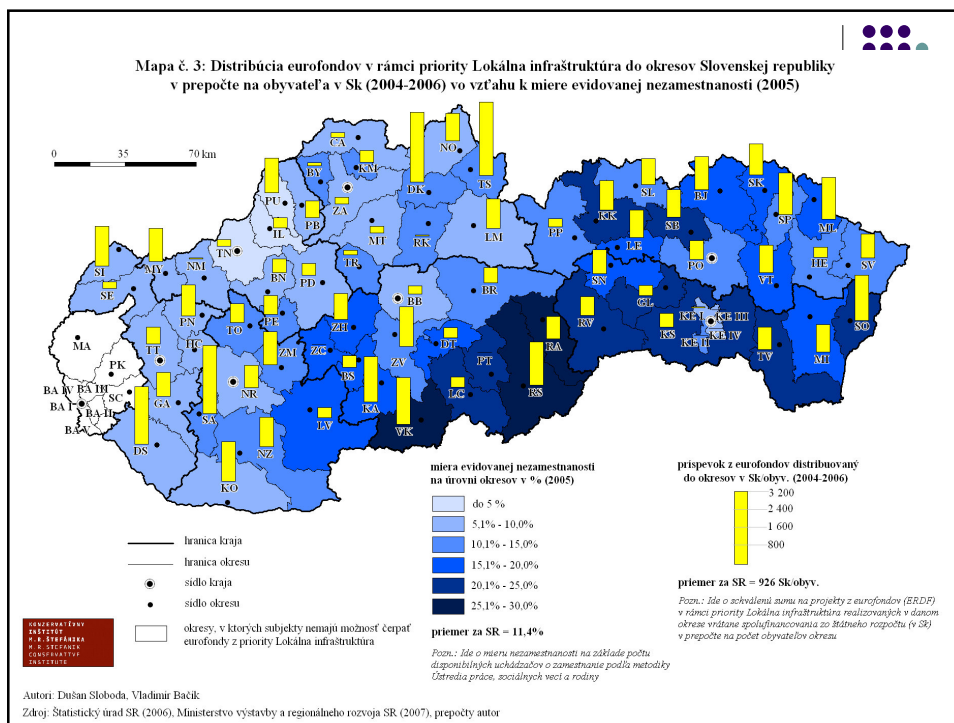 Mapa č. 3: Distribúcia eurofondov v rámci priority Lokálna infraštruktúra do okresov Slovenskej republiky
v prepočte na obyvateľa v Sk (2004-2006) vo vzťahu k miere evidovanej nezamestnanosti (2005)
0 35 70 km
CA
NO
BY
KM
DK
TS
PU
ZA
PB
IL
MT
RK
LM
TN
SI
MY
NM
BN
PD
TR
SE
PN
TO
PE
ZH
BB
BR
PP
KK
SL
BJ
SK
SP
ML
SB
LE
SN
PO
VT
HE
SV
GL
RV
KS
KE I
KE III
KE II
KE IV
TV
MI
SO
MA
PK
TT
HC
ZM
ZC
ZV
DT
PT
RA
BA IV
BA III
BA I
BA II
BA V
SC
GA
SA
NR
BS
KA
LC
RS
DS
LV
VK
NZ
KO
hranica kraja
hranica okresu
sídlo kraja
sídlo okresu
okresy, v ktorých subjekty nemajú možnosť čerpať
eurofondy z priority Lokálna infraštruktúra
miera evidovanej nezamestnanosti
na úrovni okresov v % (2005)
do 5 %
5,1% - 10,0%
10,1% - 15,0%
15,1% - 20,0%
20,1% - 25,0%
25,1% - 30,0%
priemer za SR = 11,4%
Pozn.: Ide o mieru nezamestnanosti na základe počtu
disponibilných uchádzačov o zamestnanie podľa metodiky
Ústredia práce, sociálnych vecí a rodiny
príspevok z eurofondov distribuovaný
do okresov v Sk/obyv. (2004-2006)
3 200
2 400
1 600
800
priemer za SR = 926 Sk/obyv.
Pozn.: Ide o schválenú sumu na projekty z eurofondov (ERDF)
v rámci priority Lokálna infraštruktúra realizovaných v danom
okrese vrátane spolufinancovania zo štátneho rozpočtu (v Sk)
v prepočte na počet obyvateľov okresu
KONZERVATÍVNY
INŠTITÚT
M.R.ŠTEFÁNIKA
M.R.STEFANIK
CONSERVATIVE
INSTITUTE
Autori: Dušan Sloboda, Vladimír Bačík
Zdroj: Štatistický úrad SR (2006), Ministerstvo výstavby a regionálneho rozvoja SR (2007), prepočty autor